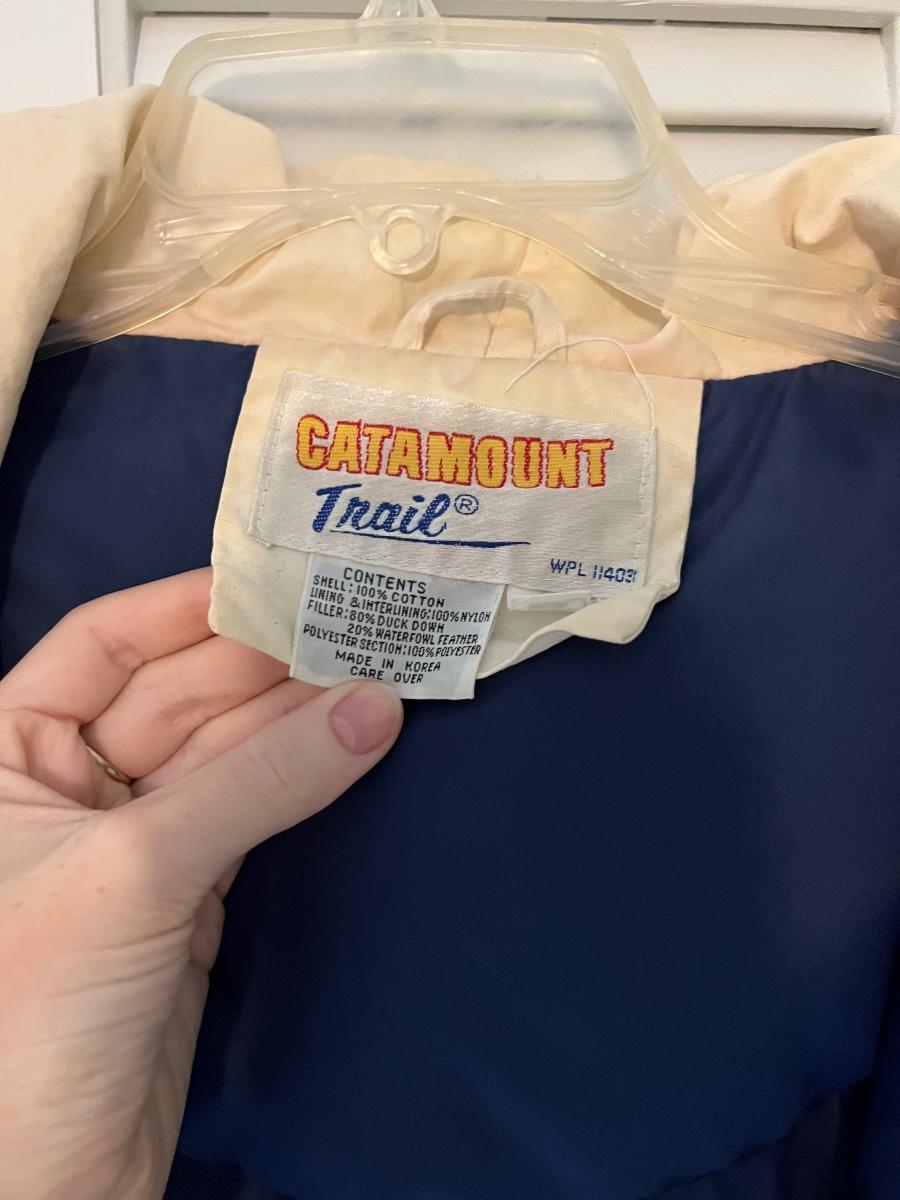 CATAMOUNT
Trail®
WPL 11403
CONTENTS
SHELL:100% COTTON
LINING & INTERLINING:100% NYLON
FILLER:80% DUCK DOWN
20% WATERFOWL FEATHER
POLYESTER SECTION:100% POLYESTER
MADE IN KOREA
CARE OVER